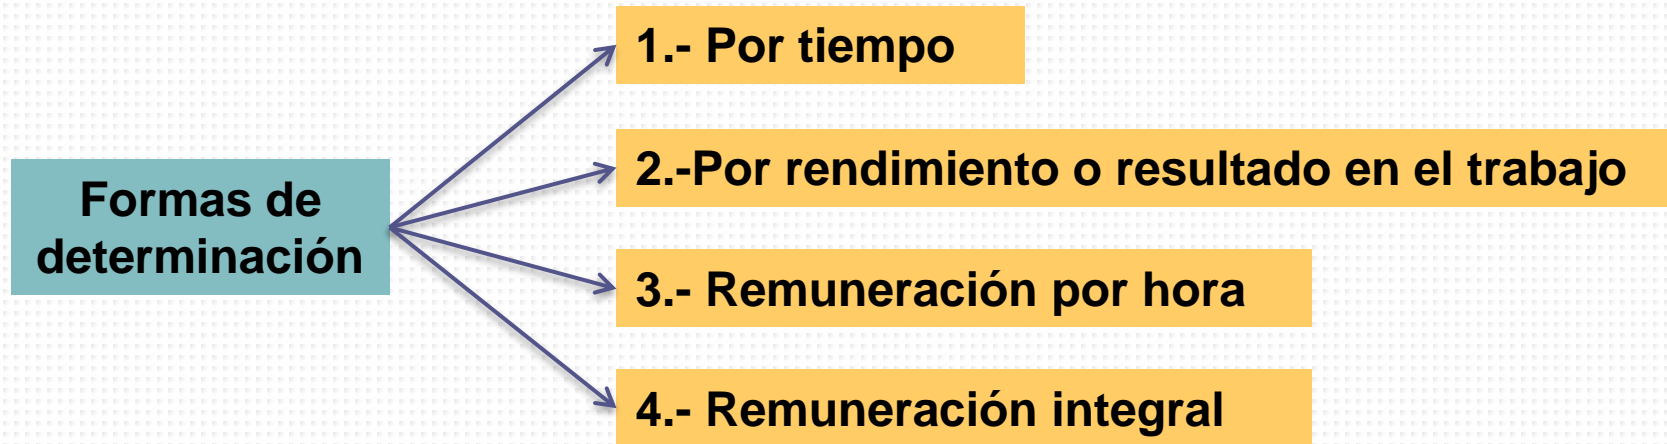 Formas de
determinación
1.- Por tiempo
2.-Por rendimiento o resultado en el trabajo
3.- Remuneración por hora
4.- Remuneración integral